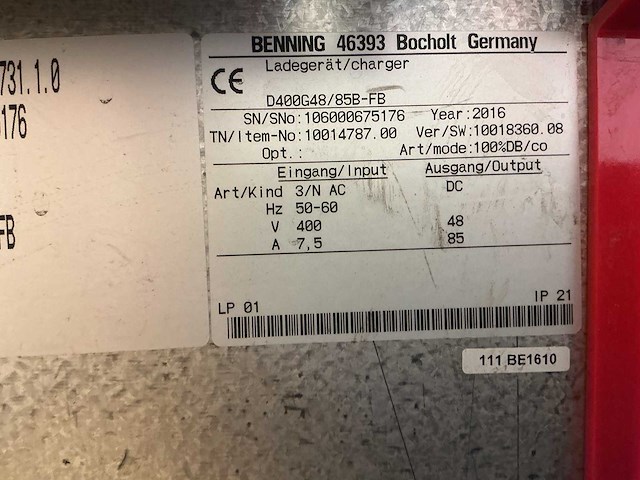 731.1.0
176
FB
BENNING 46393 Bocholt Germany
CE
Ladegerät/charger
D400G48/85B-FB
SN/SNo: 106000675176 Year: 2016
TN/Item-No: 10014787.00 Ver/SW: 10018360.08
Opt.: Art/mode: 100%DB/co
Eingang/Input Ausgang/Output
Art/Kind 3/N AC DC
Hz 50-60
V 400 48
A 7,5 85
LP 01 IP 21
111 BE1610